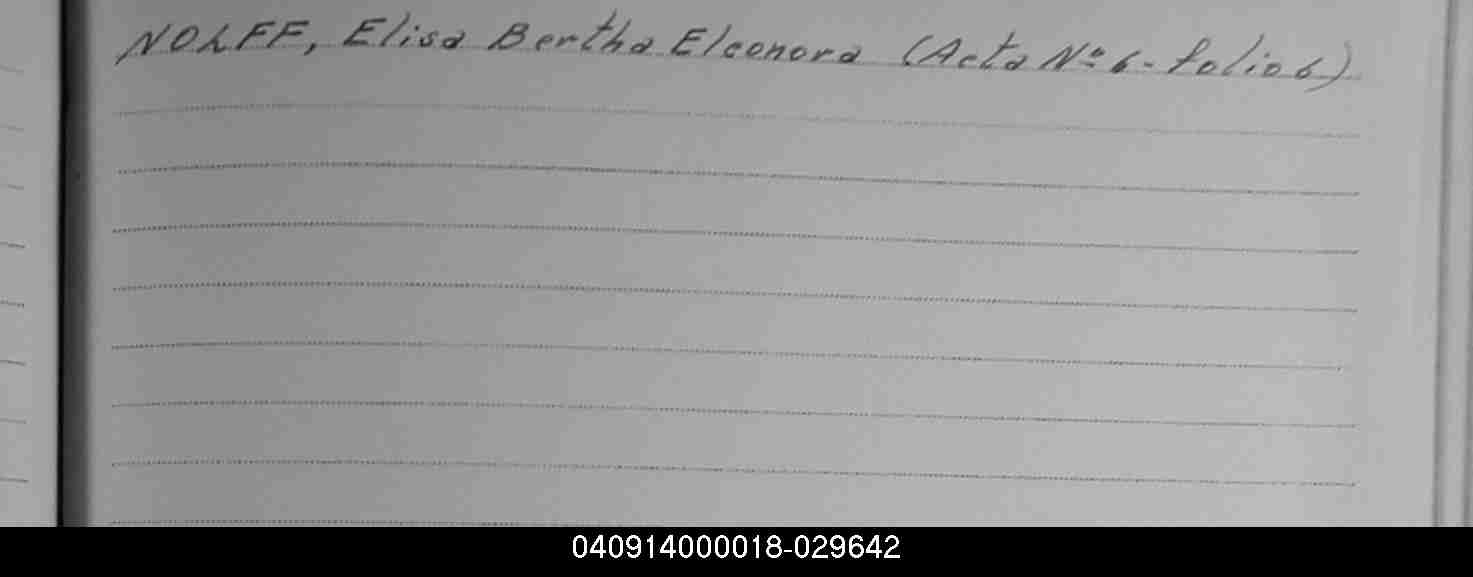 NOLFF, Elisa Bertha Eleonora (Acta Nº 6 - folio 6)
040914000018-029642